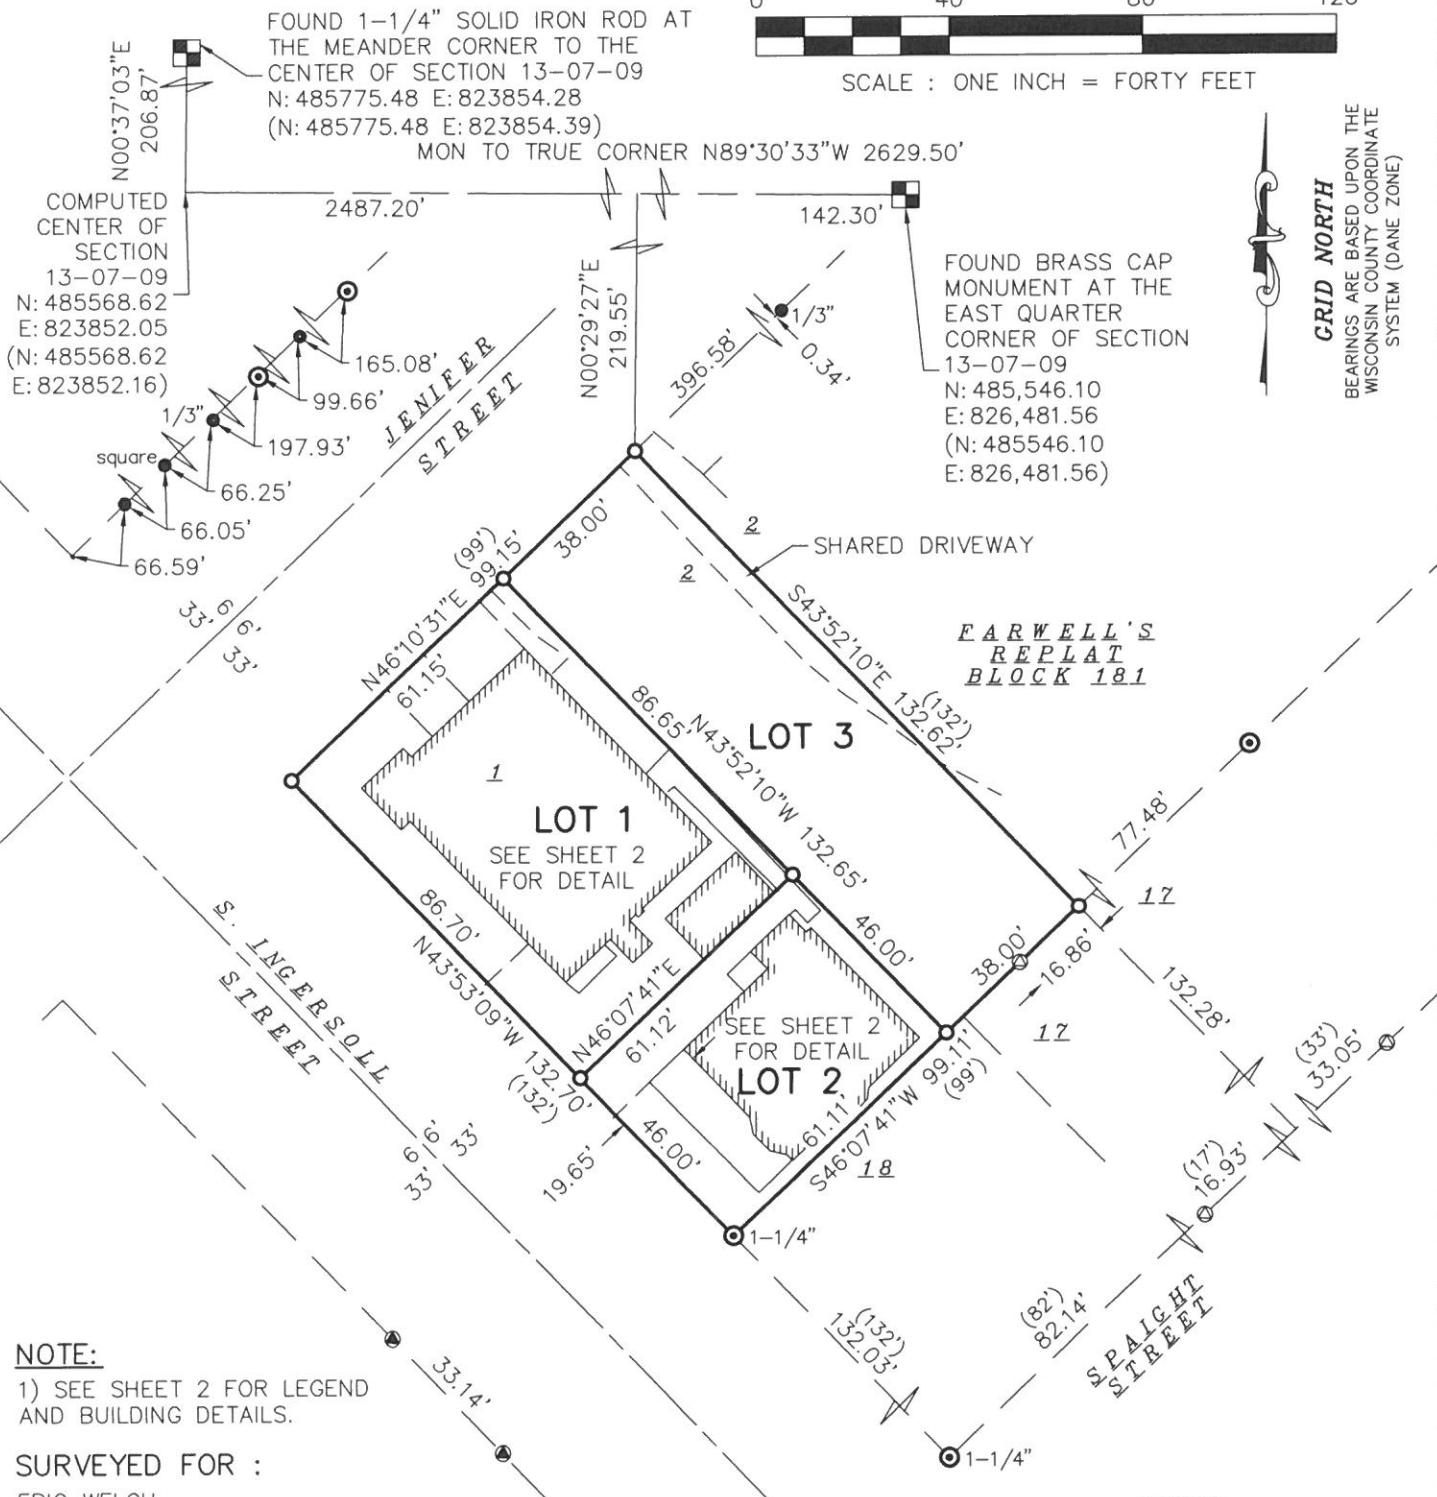 0 40 80 120
SCALE : ONE INCH = FORTY FEET
FOUND 1-1/4" SOLID IRON ROD AT
THE MEANDER CORNER TO THE
CENTER OF SECTION 13-07-09
N: 485775.48 E: 823854.28
(N: 485775.48 E: 823854.39)
N00°37'03"E
206.87'
MON TO TRUE CORNER N89°30'33"W 2629.50'
2487.20'
142.30'
COMPUTED
CENTER OF
SECTION
13-07-09
N: 485568.62
E: 823852.05
(N: 485568.62
E: 823852.16)
N00°29'27"E
219.55'
FOUND BRASS CAP
MONUMENT AT THE
EAST QUARTER
CORNER OF SECTION
13-07-09
N: 485,546.10
E: 826,481.56
(N: 485546.10
E: 826,481.56)
GRID NORTH
BEARINGS ARE BASED UPON THE
WISCONSIN COUNTY COORDINATE
SYSTEM (DANE ZONE)
165.08'
99.66'
1/3"
197.93'
square
66.25'
66.05'
66.59'
JENIFER
STREET
396.58'
1/3"
0.34'
33'
6'
6'
33'
(99')
N46°10'31"E 99.15'
38.00'
61.15'
2
2
SHARED DRIVEWAY
S43°52'10"E 132.62'
(132')
FARWELL'S
REPLAT
BLOCK 181
86.65'
N43°52'10"W 132.65'
LOT 3
1
LOT 1
SEE SHEET 2
FOR DETAIL
86.70'
N43°53'09"W 132.70'
(132')
S. INGERSOLL
STREET
N46°07'41"E
61.12'
46.00'
38.00'
16.86'
77.48'
17
17
132.28'
SEE SHEET 2
FOR DETAIL
LOT 2
61.11'
S46°07'41"W 99.11'
(99')
18
46.00'
19.65'
6'
6'
33'
33'
1-1/4"
(33')
33.05'
(17')
16.93'
(82')
82.14'
SPAIGHT
STREET
(132')
132.03'
1-1/4"
33.14'
NOTE:
1) SEE SHEET 2 FOR LEGEND
AND BUILDING DETAILS.
SURVEYED FOR :